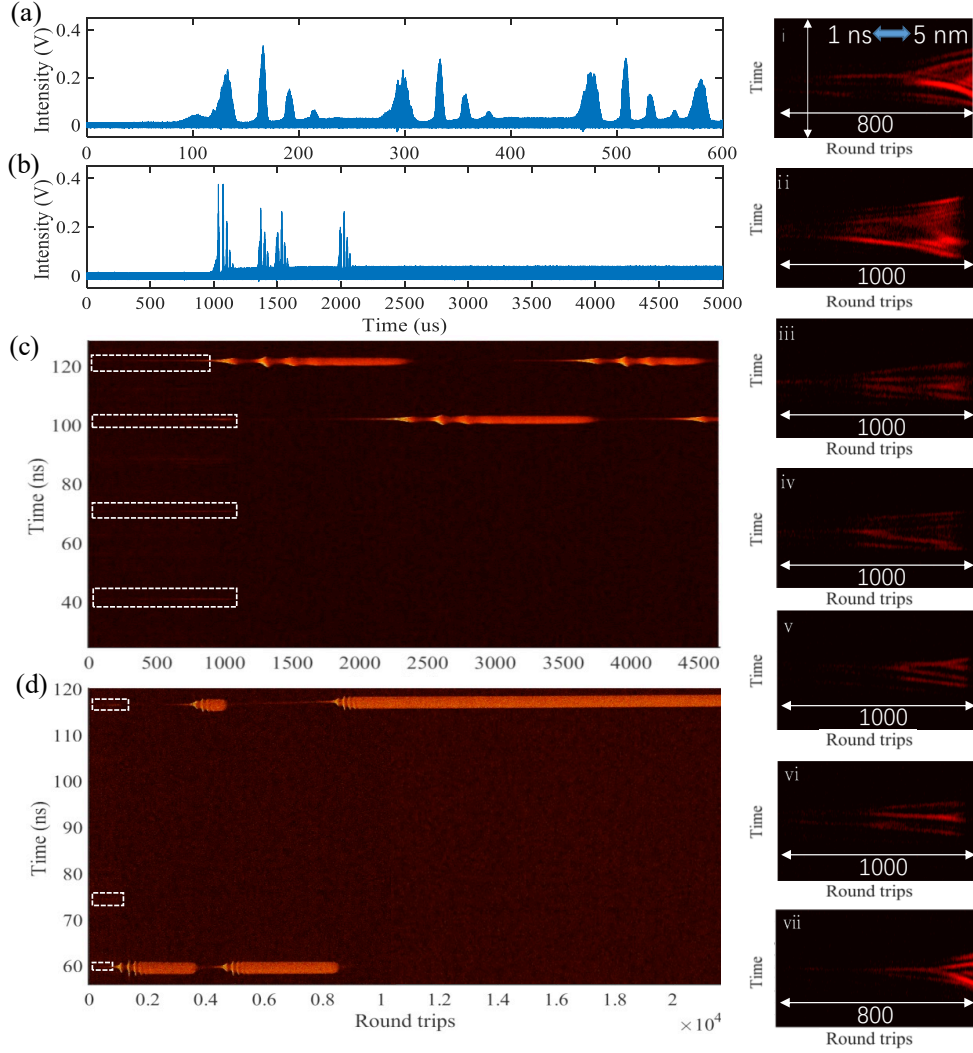 (a)
Intensity (V)
0.4
0.2
0
0 100 200 300 400 500 600
(b)
Intensity (V)
0.4
0.2
0
0 500 1000 1500 2000 2500 3000 3500 4000 4500 5000
Time (us)
(c)
Time (ns)
120
100
80
60
40
0 500 1000 1500 2000 2500 3000 3500 4000 4500
(d)
Time (ns)
120
110
100
90
80
70
60
0 0.2 0.4 0.6 0.8 1 1.2 1.4 1.6 1.8 2
Round trips
×10⁴
i
1 ns 5 nm
Time
800
Round trips
ii
Time
1000
Round trips
iii
Time
1000
Round trips
iv
Time
1000
Round trips
v
Time
1000
Round trips
vi
Time
1000
Round trips
vii
Time
800
Round trips